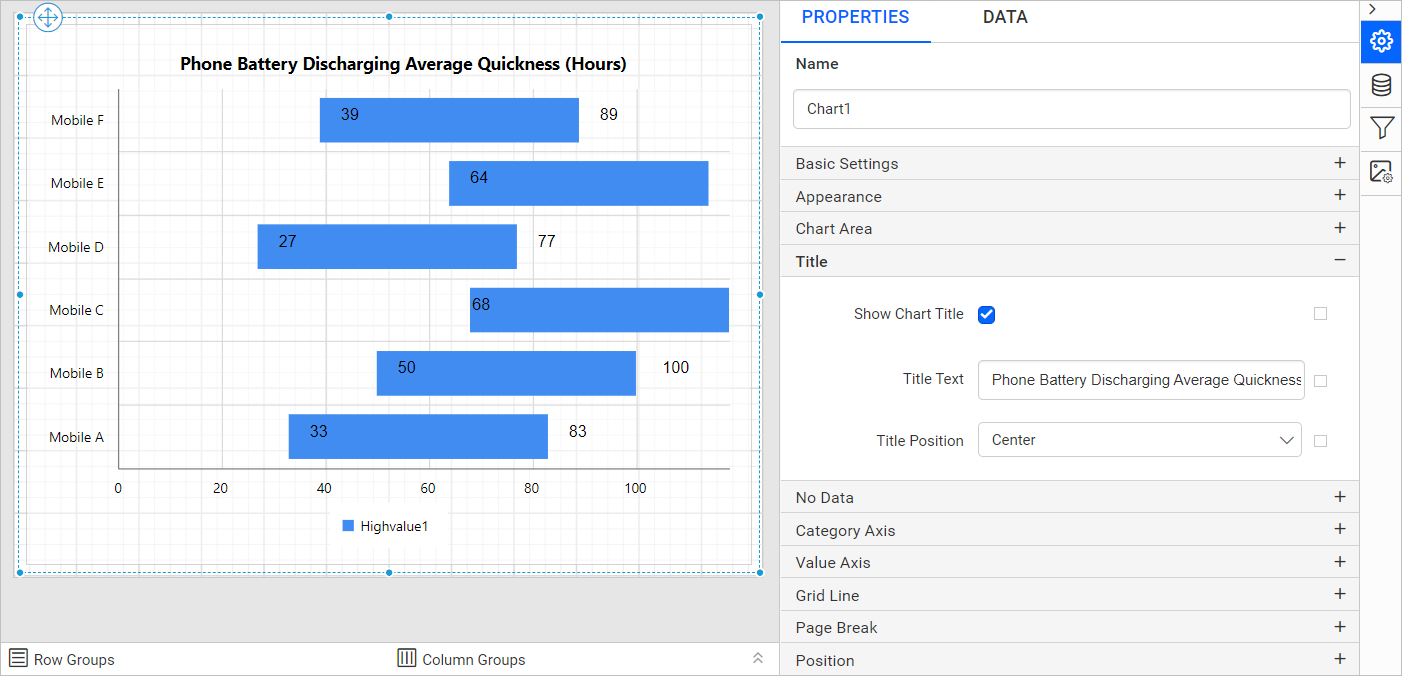 Phone Battery Discharging Average Quickness (Hours)
Mobile F
39
89
Mobile E
64
Mobile D
27
77
Mobile C
68
Mobile B
50
100
Mobile A
33
83
0
20
40
60
80
100
Highvalue1
Row Groups
Column Groups
PROPERTIES
DATA
Name
Chart1
Basic Settings
Appearance
Chart Area
Title
Show Chart Title
Title Text
Phone Battery Discharging Average Quickness
Title Position
Center
No Data
Category Axis
Value Axis
Grid Line
Page Break
Position